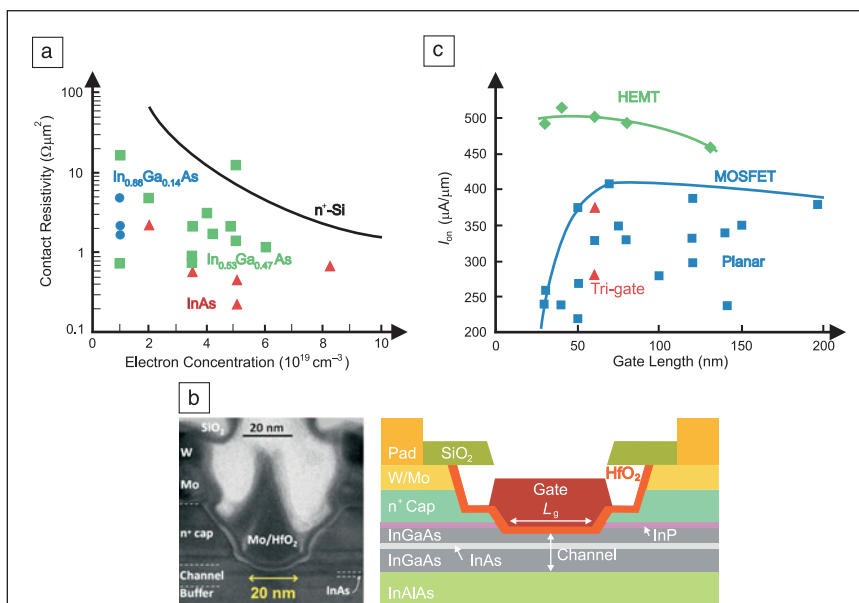 a
Contact Resistivity (Ωµm²)
100
10
1
0.1
In₀.₈₆Ga₀.₁₄As
n⁺-Si
In₀.₅₃Ga₀.₄₇As
InAs
0 2 4 6 8 10
Electron Concentration (10¹⁹ cm⁻³)
c
Iₒₙ (µA/µm)
500
450
400
350
300
250
200
HEMT
MOSFET
Planar
Tri-gate
0 50 100 150 200
Gate Length (nm)
b
SiO₂
20 nm
W
Mo
n⁺ cap
Mo/HfO₂
Channel
20 nm
Buffer
InAs
Pad
SiO₂
HfO₂
W/Mo
Gate
n⁺ Cap
L_g
InGaAs
InP
Channel
InGaAs
InAs
InAlAs